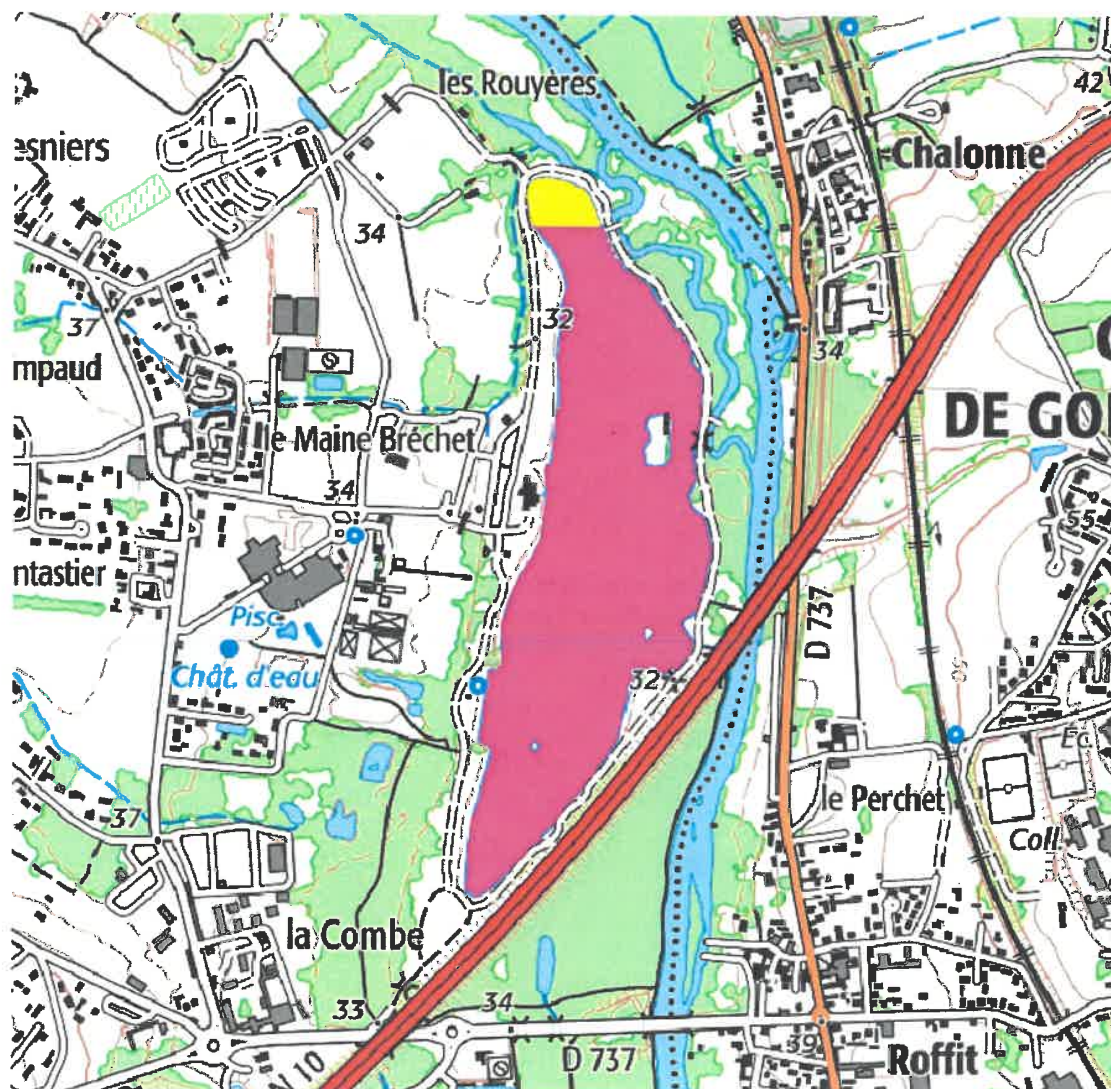 les Rouyères
42
esniers
Chalonne
34
37
32
34
mpaud
DE GO
le Maine Bréchet
34
55
ntastier
Pisc.
D 737
Chât. d'eau
32
le Perchet
37
Coll.
la Combe
33
34
39
D 737
Roffit